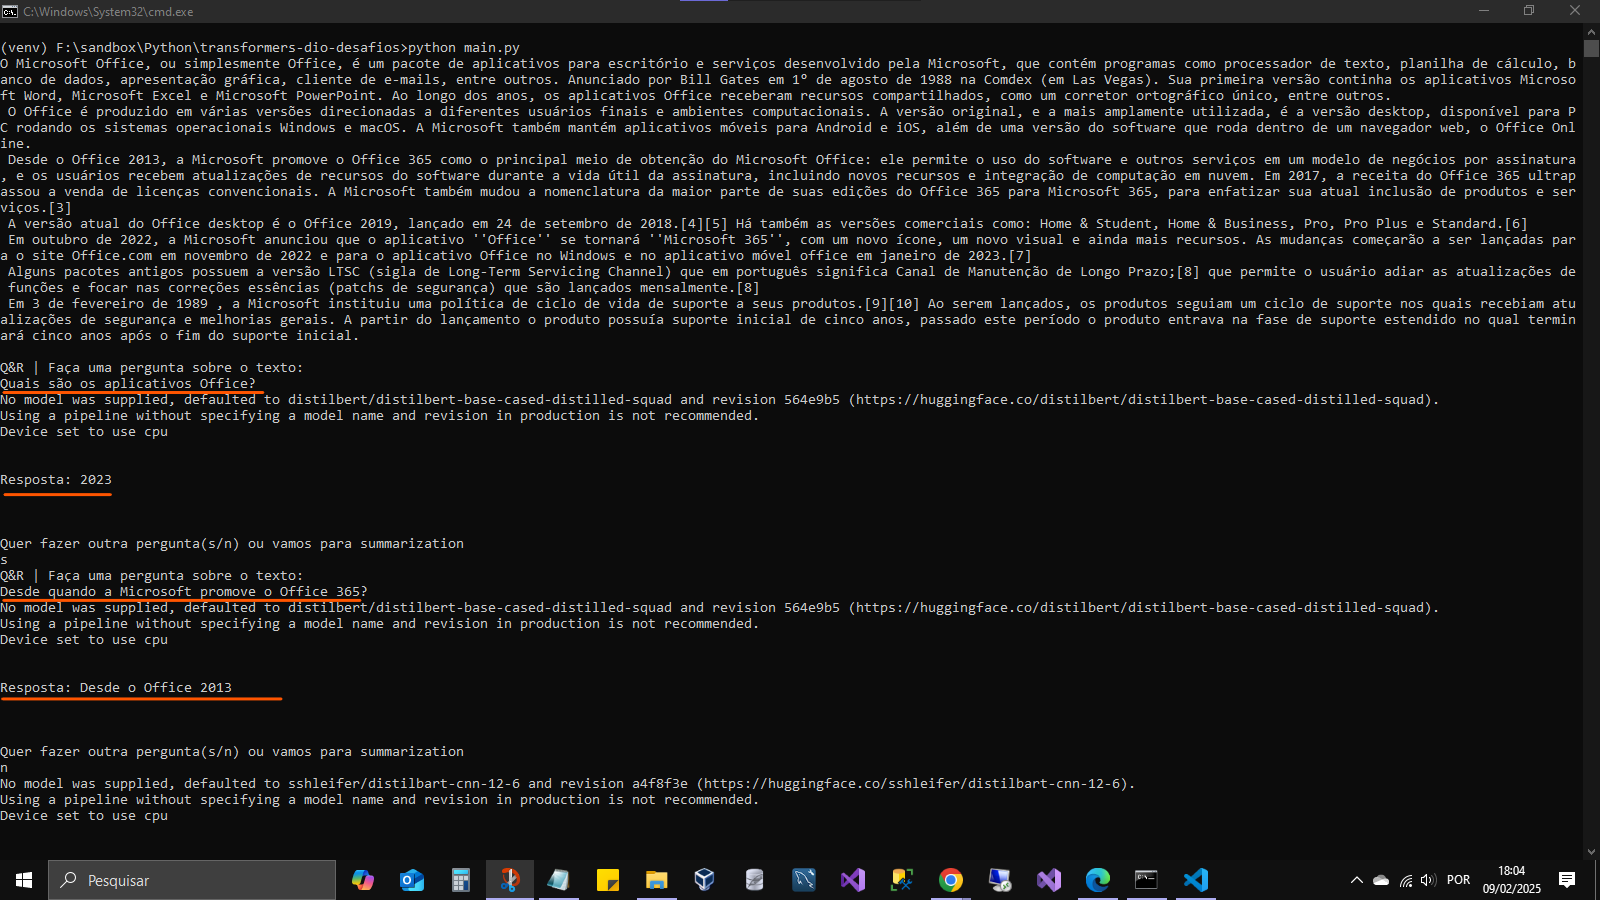 C:\Windows\System32\cmd.exe
(venv) F:\sandbox\Python\transformers-dio-desafios>python main.py
O Microsoft Office, ou simplesmente Office, é um pacote de aplicativos para escritório e serviços desenvolvido pela Microsoft, que contém programas como processador de texto, planilha de cálculo, b
anco de dados, apresentação gráfica, cliente de e-mails, entre outros. Anunciado por Bill Gates em 1º de agosto de 1988 na Comdex (em Las Vegas). Sua primeira versão continha os aplicativos Microso
ft Word, Microsoft Excel e Microsoft PowerPoint. Ao longo dos anos, os aplicativos Office receberam recursos compartilhados, como um corretor ortográfico único, entre outros.
O Office é produzido em várias versões direcionadas a diferentes usuários finais e ambientes computacionais. A versão original, e a mais amplamente utilizada, é a versão desktop, disponível para P
C rodando os sistemas operacionais Windows e macOS. A Microsoft também mantém aplicativos móveis para Android e iOS, além de uma versão do software que roda dentro de um navegador web, o Office Onl
ine.
Desde o Office 2013, a Microsoft promove o Office 365 como o principal meio de obtenção do Microsoft Office: ele permite o uso do software e outros serviços em um modelo de negócios por assinatura
, e os usuários recebem atualizações de recursos do software durante a vida útil da assinatura, incluindo novos recursos e integração de computação em nuvem. Em 2017, a receita do Office 365 ultrap
assou a venda de licenças convencionais. A Microsoft também mudou a nomenclatura da maior parte de suas edições do Office 365 para Microsoft 365, para enfatizar sua atual inclusão de produtos e ser
viços.[3]
A versão atual do Office desktop é o Office 2019, lançado em 24 de setembro de 2018.[4][5] Há também as versões comerciais como: Home & Student, Home & Business, Pro, Pro Plus e Standard.[6]
Em outubro de 2022, a Microsoft anunciou que o aplicativo ''Office'' se tornará ''Microsoft 365'', com um novo ícone, um novo visual e ainda mais recursos. As mudanças começarão a ser lançadas par
a o site Office.com em novembro de 2022 e para o aplicativo Office no Windows e no aplicativo móvel office em janeiro de 2023.[7]
Alguns pacotes antigos possuem a versão LTSC (sigla de Long-Term Servicing Channel) que em português significa Canal de Manutenção de Longo Prazo;[8] que permite o usuário adiar as atualizações de
funções e focar nas correções essências (patchs de segurança) que são lançados mensalmente.[8]
Em 3 de fevereiro de 1989 , a Microsoft instituiu uma política de ciclo de vida de suporte a seus produtos.[9][10] Ao serem lançados, os produtos seguiam um ciclo de suporte nos quais recebiam atu
alizações de segurança e melhorias gerais. A partir do lançamento o produto possuía suporte inicial de cinco anos, passado este período o produto entrava na fase de suporte estendido no qual termin
ará cinco anos após o fim do suporte inicial.
Q&R | Faça uma pergunta sobre o texto:
Quais são os aplicativos Office?
No model was supplied, defaulted to distilbert/distilbert-base-cased-distilled-squad and revision 564e9b5 (https://huggingface.co/distilbert/distilbert-base-cased-distilled-squad).
Using a pipeline without specifying a model name and revision in production is not recommended.
Device set to use cpu
Resposta: 2023
Quer fazer outra pergunta(s/n) ou vamos para summarization
s
Q&R | Faça uma pergunta sobre o texto:
Desde quando a Microsoft promove o Office 365?
No model was supplied, defaulted to distilbert/distilbert-base-cased-distilled-squad and revision 564e9b5 (https://huggingface.co/distilbert/distilbert-base-cased-distilled-squad).
Using a pipeline without specifying a model name and revision in production is not recommended.
Device set to use cpu
Resposta: Desde o Office 2013
Quer fazer outra pergunta(s/n) ou vamos para summarization
n
No model was supplied, defaulted to sshleifer/distilbart-cnn-12-6 and revision a4f8f3e (https://huggingface.co/sshleifer/distilbart-cnn-12-6).
Using a pipeline without specifying a model name and revision in production is not recommended.
Device set to use cpu
Pesquisar
POR
18:04
09/02/2025